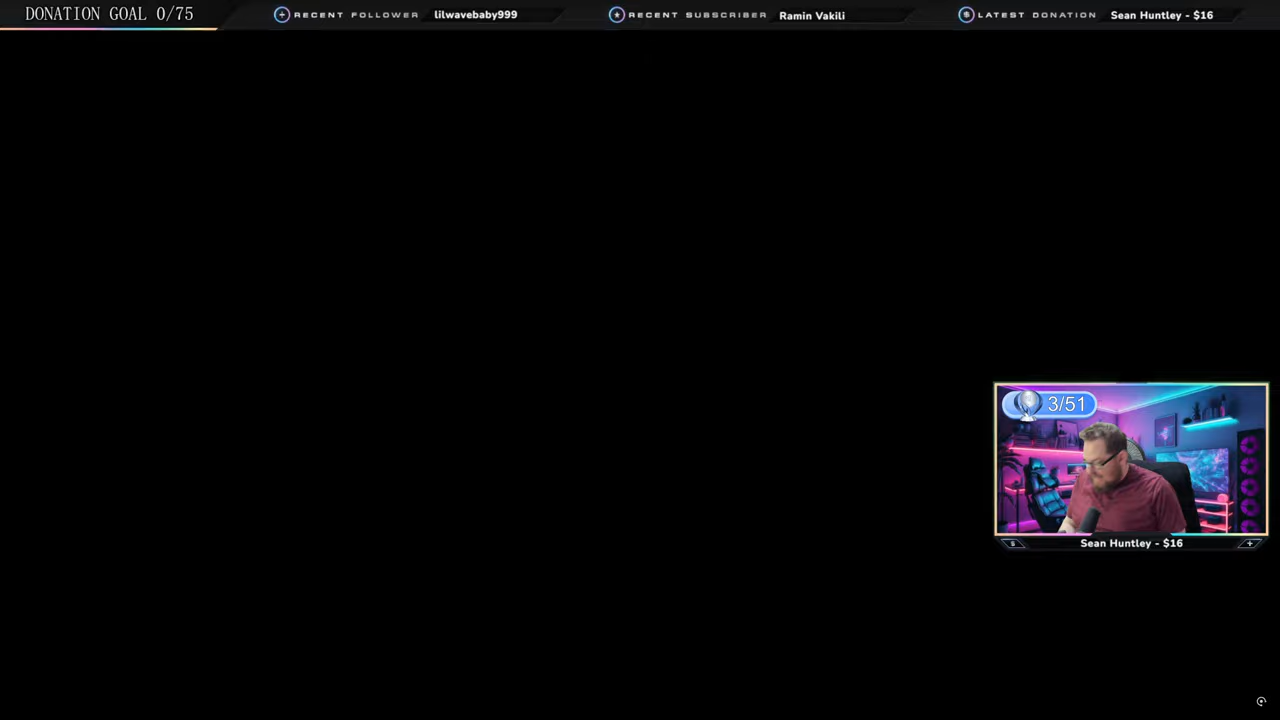 DONATION GOAL 0/75
RECENT FOLLOWER lilwavebaby999
RECENT SUBSCRIBER Ramin Vakili
LATEST DONATION Sean Huntley - $16
3/51
Sean Huntley - $16